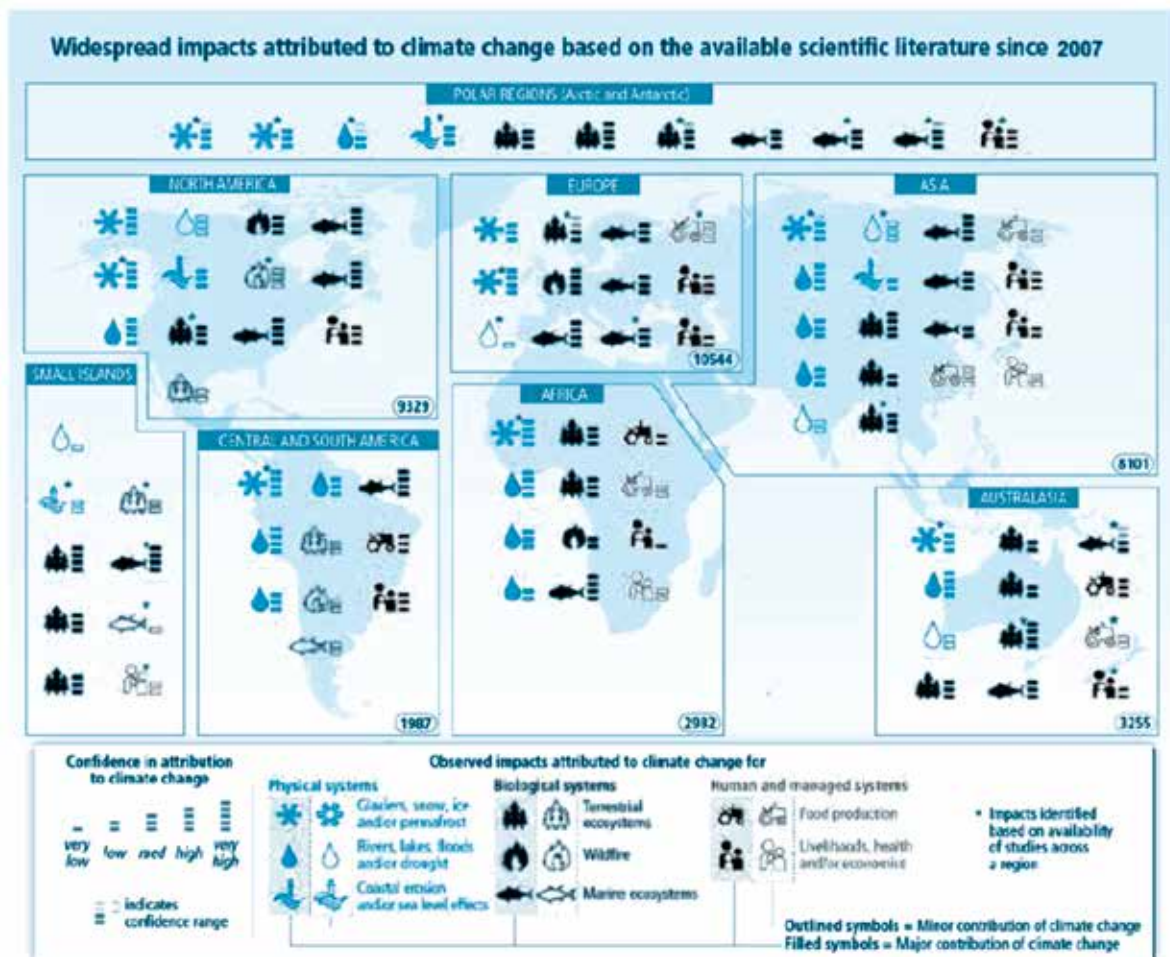 Widespread impacts attributed to climate change based on the available scientific literature since 2007
POLAR REGIONS (Arctic and Antarctic)
NORTH AMERICA
EUROPE
ASIA
10544
SMALL ISLANDS
9329
AFRICA
CENTRAL AND SOUTH AMERICA
8101
AUSTRALASIA
1987
2982
3255
Confidence in attribution
to climate change
very
low
low
med
high
very
high
indicates
confidence range
Observed impacts attributed to climate change for
Physical systems
Glaciers, snow, ice
and/or permafrost
Rivers, lakes, floods
and/or drought
Coastal erosion
and/or sea level effects
Biological systems
Terrestrial
ecosystems
Wildfire
Marine ecosystems
Human and managed systems
Food production
Livelihoods, health
and/or economics
* Impacts identified
based on availability
of studies across
a region
Outlined symbols = Minor contribution of climate change
Filled symbols = Major contribution of climate change